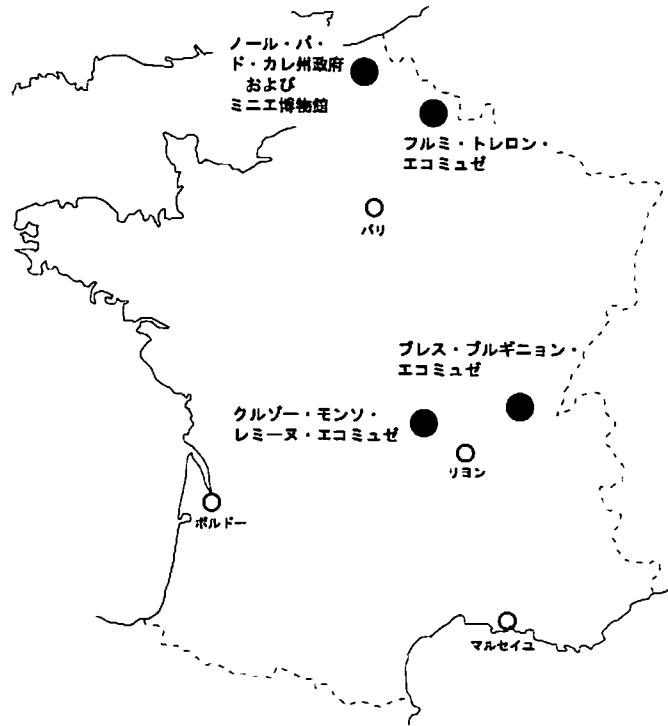 ノール・パ・
ド・カレ州政府
および
ミニエ博物館
フルミ・トレロン・
エコミュゼ
パリ
ブレス・ブルギニョン・
エコミュゼ
クルゾー・モンソ・
レミーヌ・エコミュゼ
リヨン
ボルドー
マルセイユ